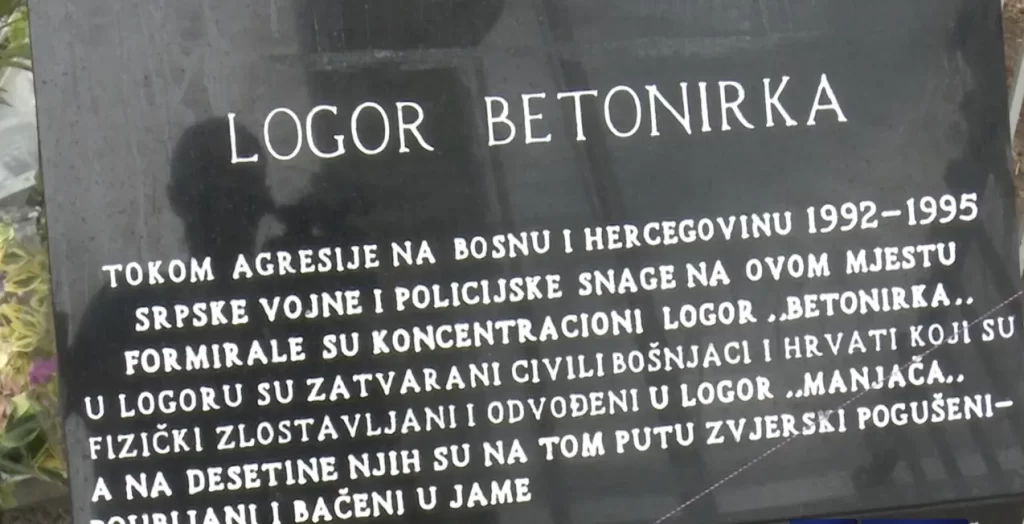 LOGOR BETONIRKA
TOKOM AGRESIJE NA BOSNU I HERCEGOVINU 1992-1995
SRPSKE VOJNE I POLICIJSKE SNAGE NA OVOM MJESTU
FORMIRALE SU KONCENTRACIONI LOGOR ,,BETONIRKA,,
U LOGORU SU ZATVARANI CIVILI BOŠNJACI I HRVATI KOJI SU
FIZIČKI ZLOSTAVLJANI I ODVOĐENI U LOGOR ,,MANJAČA,,
A NA DESETINE NJIH SU NA TOM PUTU ZVJERSKI POGUŠENI-
POUBIJANI I BAČENI U JAME